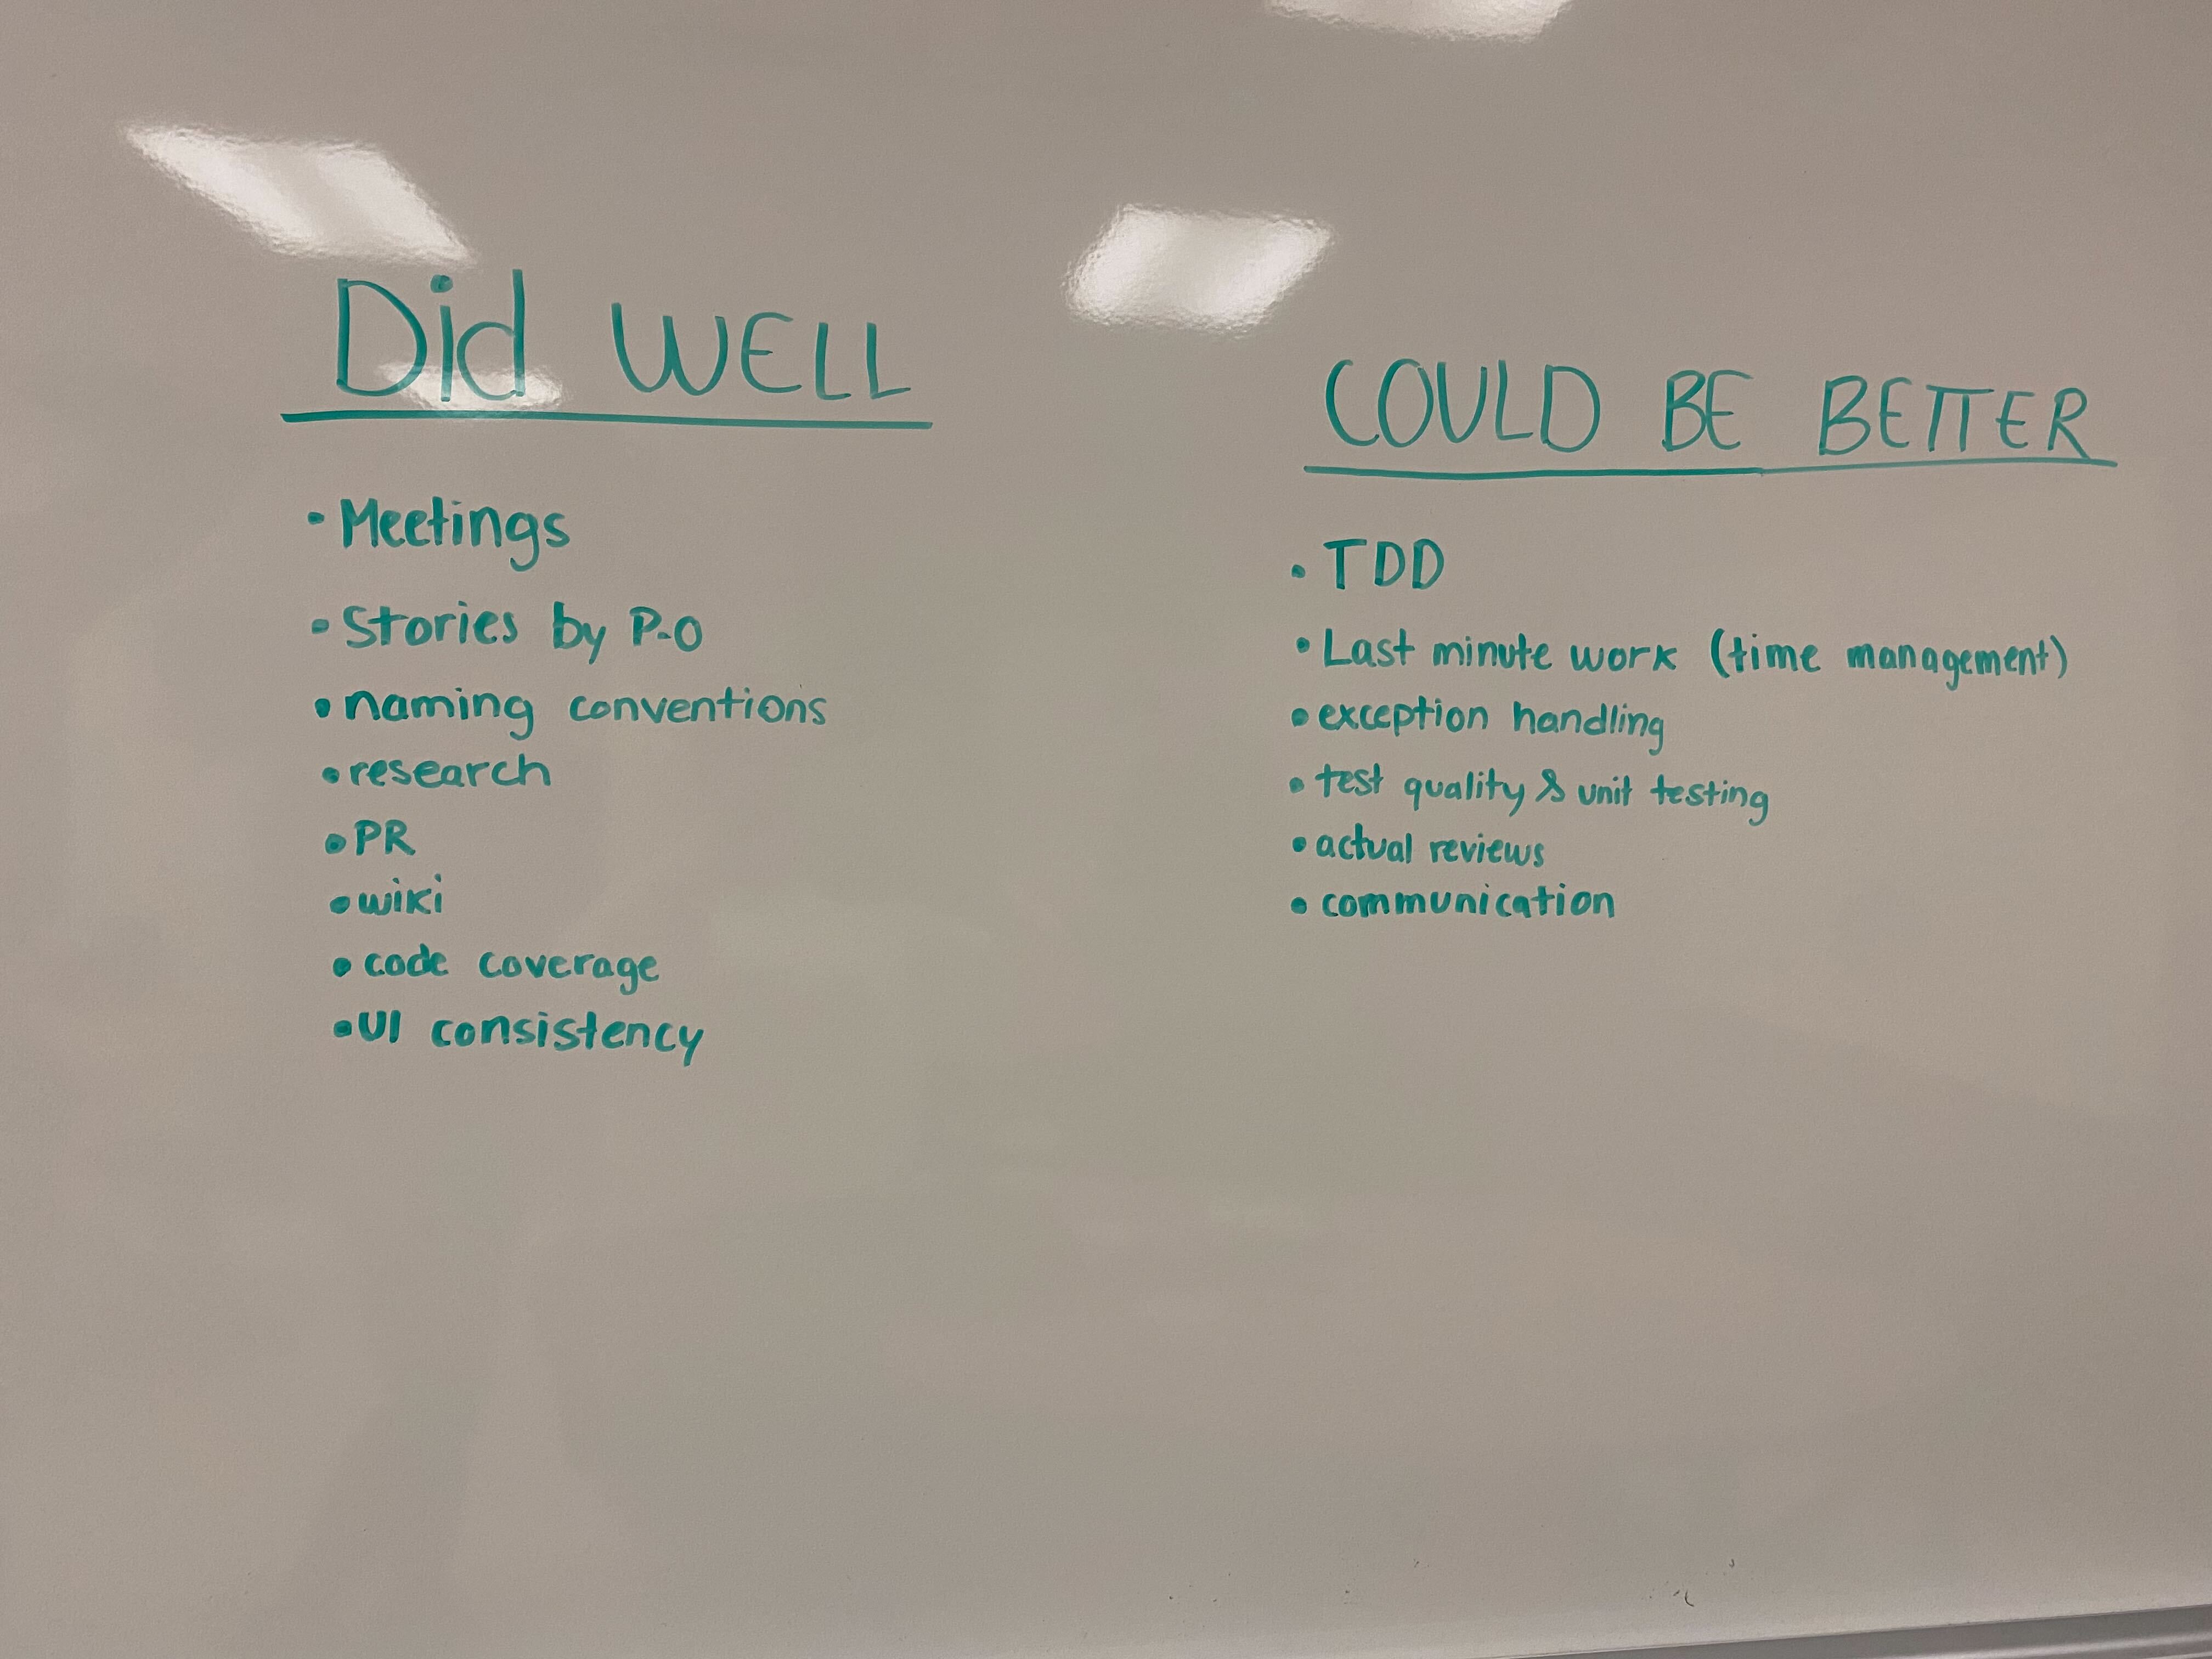 Did WELL
• Meetings
• Stories by P-O
• naming conventions
• research
• PR
• wiki
• code coverage
• UI consistency
COULD BE BETTER
• TDD
• Last minute work (time management)
• exception handling
• test quality & unit testing
• actual reviews
• communication